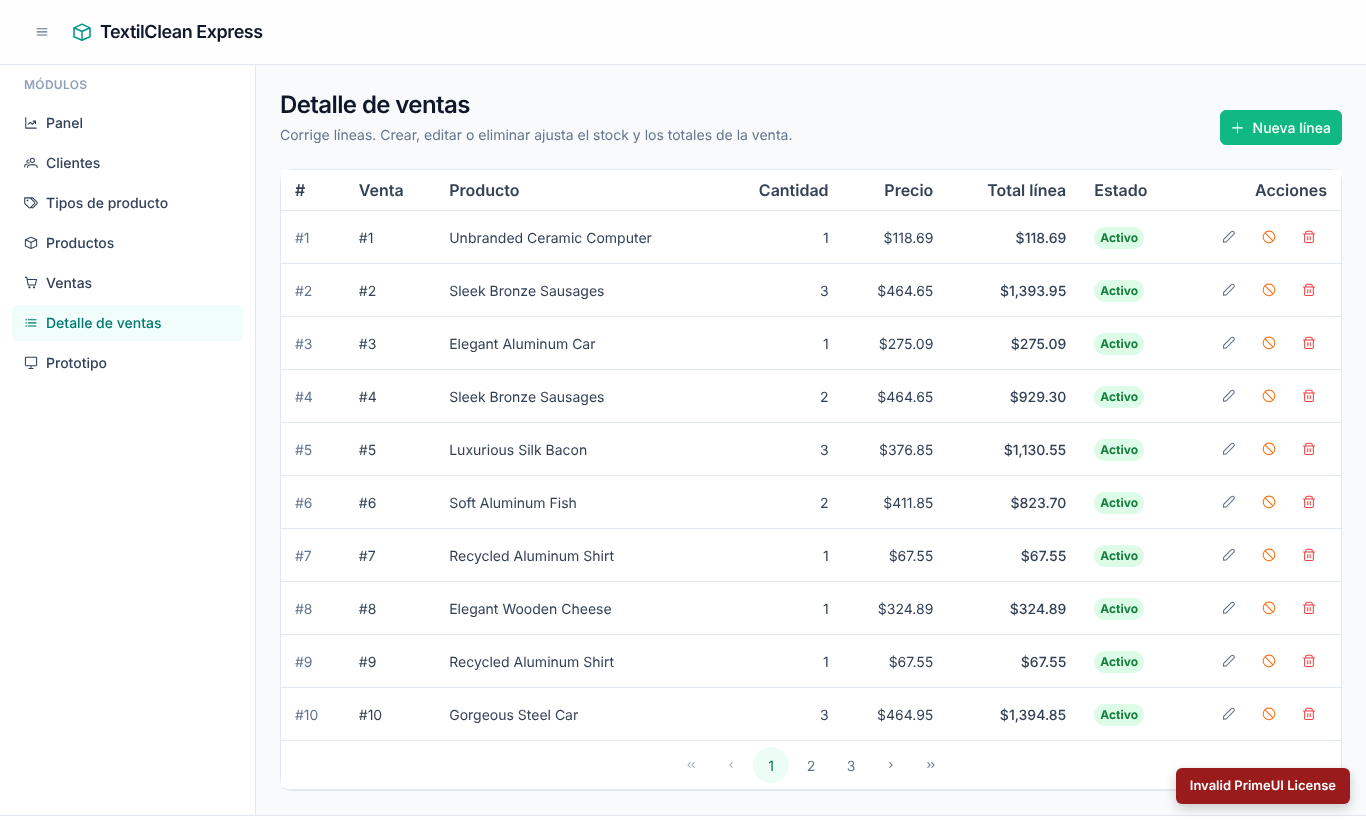 TextilClean Express
MÓDULOS
Panel
Clientes
Tipos de producto
Productos
Ventas
Detalle de ventas
Prototipo
Detalle de ventas
Corrige líneas. Crear, editar o eliminar ajusta el stock y los totales de la venta.
Nueva línea
# Venta Producto Cantidad Precio Total línea Estado Acciones
#1 #1 Unbranded Ceramic Computer 1 $118.69 $118.69 Activo
#2 #2 Sleek Bronze Sausages 3 $464.65 $1,393.95 Activo
#3 #3 Elegant Aluminum Car 1 $275.09 $275.09 Activo
#4 #4 Sleek Bronze Sausages 2 $464.65 $929.30 Activo
#5 #5 Luxurious Silk Bacon 3 $376.85 $1,130.55 Activo
#6 #6 Soft Aluminum Fish 2 $411.85 $823.70 Activo
#7 #7 Recycled Aluminum Shirt 1 $67.55 $67.55 Activo
#8 #8 Elegant Wooden Cheese 1 $324.89 $324.89 Activo
#9 #9 Recycled Aluminum Shirt 1 $67.55 $67.55 Activo
#10 #10 Gorgeous Steel Car 3 $464.95 $1,394.85 Activo
« ‹ 1 2 3 › »
Invalid PrimeUI License